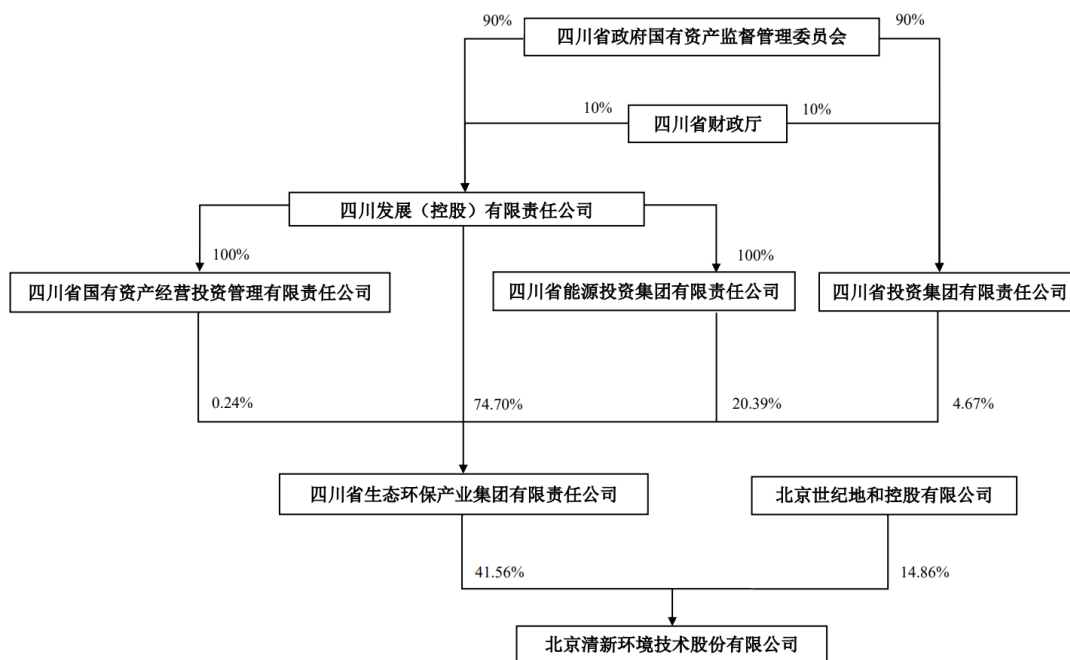 90%
四川省政府国有资产监督管理委员会
90%
10%
四川省财政厅
10%
四川发展（控股）有限责任公司
100%
100%
四川省国有资产经营投资管理有限责任公司
四川省能源投资集团有限责任公司
四川省投资集团有限责任公司
0.24%
74.70%
20.39%
4.67%
四川省生态环保产业集团有限责任公司
北京世纪地和控股有限公司
41.56%
14.86%
北京清新环境技术股份有限公司